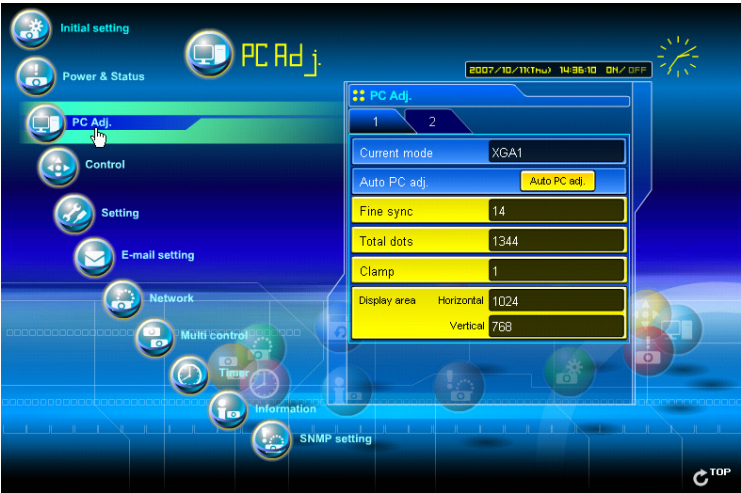 Initial setting
Power & Status
PC Adj.
Control
Setting
E-mail setting
Network
Multi control
Timer
Information
SNMP setting
PC Adj.
2007/10/11(Thu) 14:36:10 ON/OFF
PC Adj.
1 2
Current mode XGA1
Auto PC adj. Auto PC adj.
Fine sync 14
Total dots 1344
Clamp 1
Display area Horizontal 1024
Vertical 768
TOP